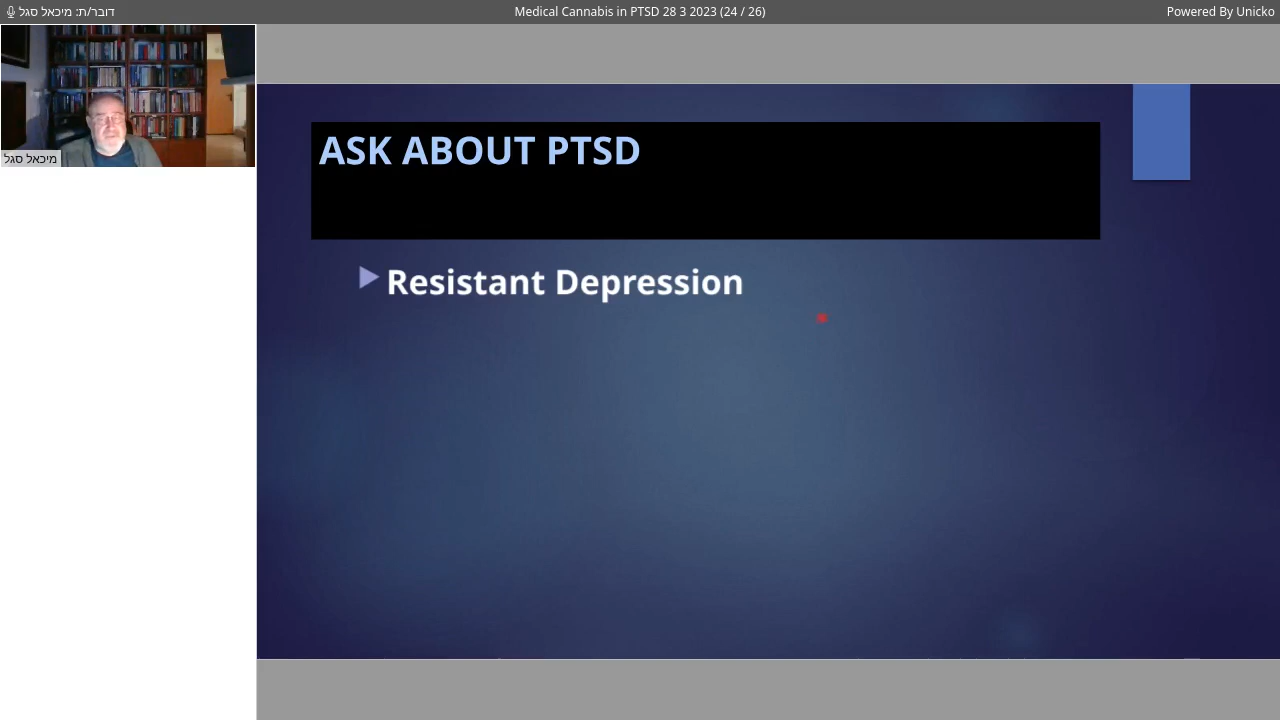 דובר/ת: מיכאל סגל
Medical Cannabis in PTSD 28 3 2023 (24 / 26)
Powered By Unicko
מיכאל סגל
ASK ABOUT PTSD
Resistant Depression